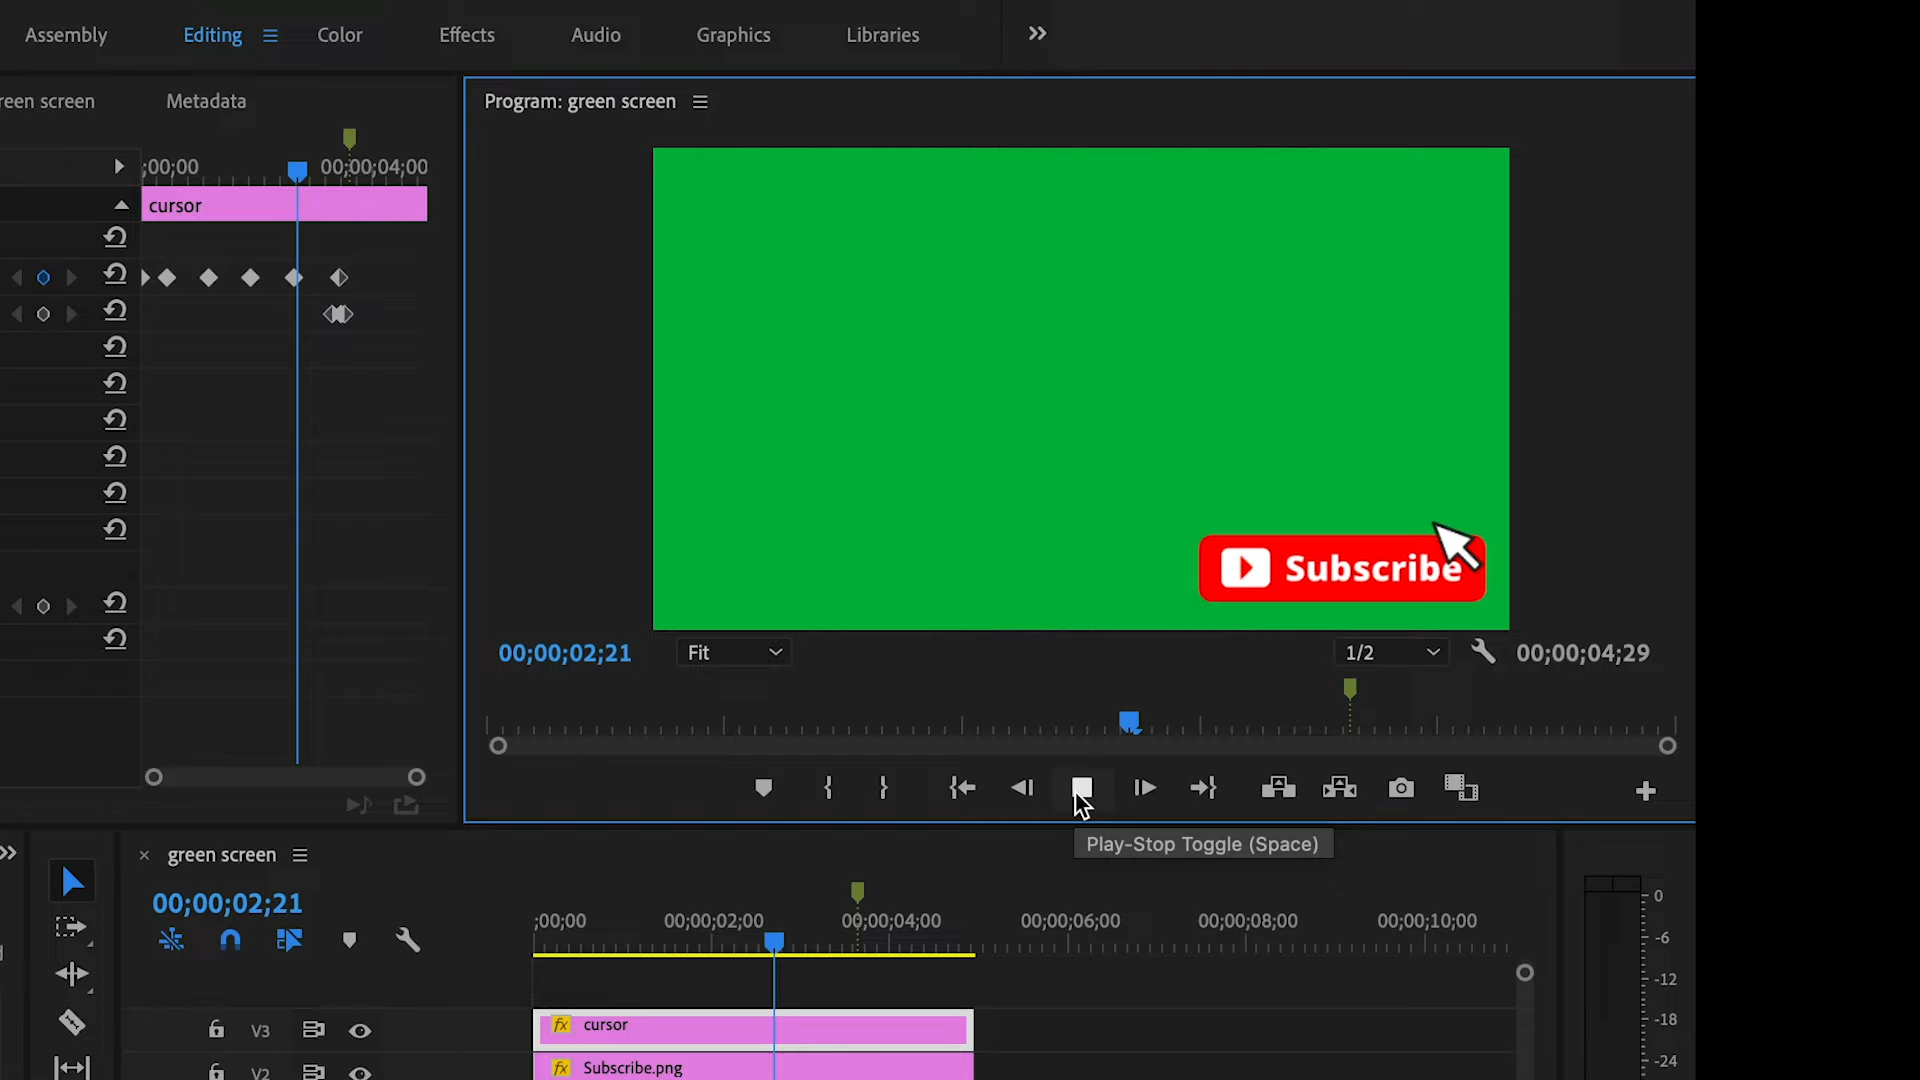 Assembly Editing Color Effects Audio Graphics Libraries
reen screen Metadata
Program: green screen
;00;00 00;00;04;00
cursor
Subscribe
00;00;02;21 Fit 1/2 00;00;04;29
Play-Stop Toggle (Space)
green screen
00;00;02;21
;00;00 00;00;02;00 00;00;04;00 00;00;06;00 00;00;08;00 00;00;10;00
0
-6
-12
-18
-24
V3 fx cursor
V2 fx Subscribe.png